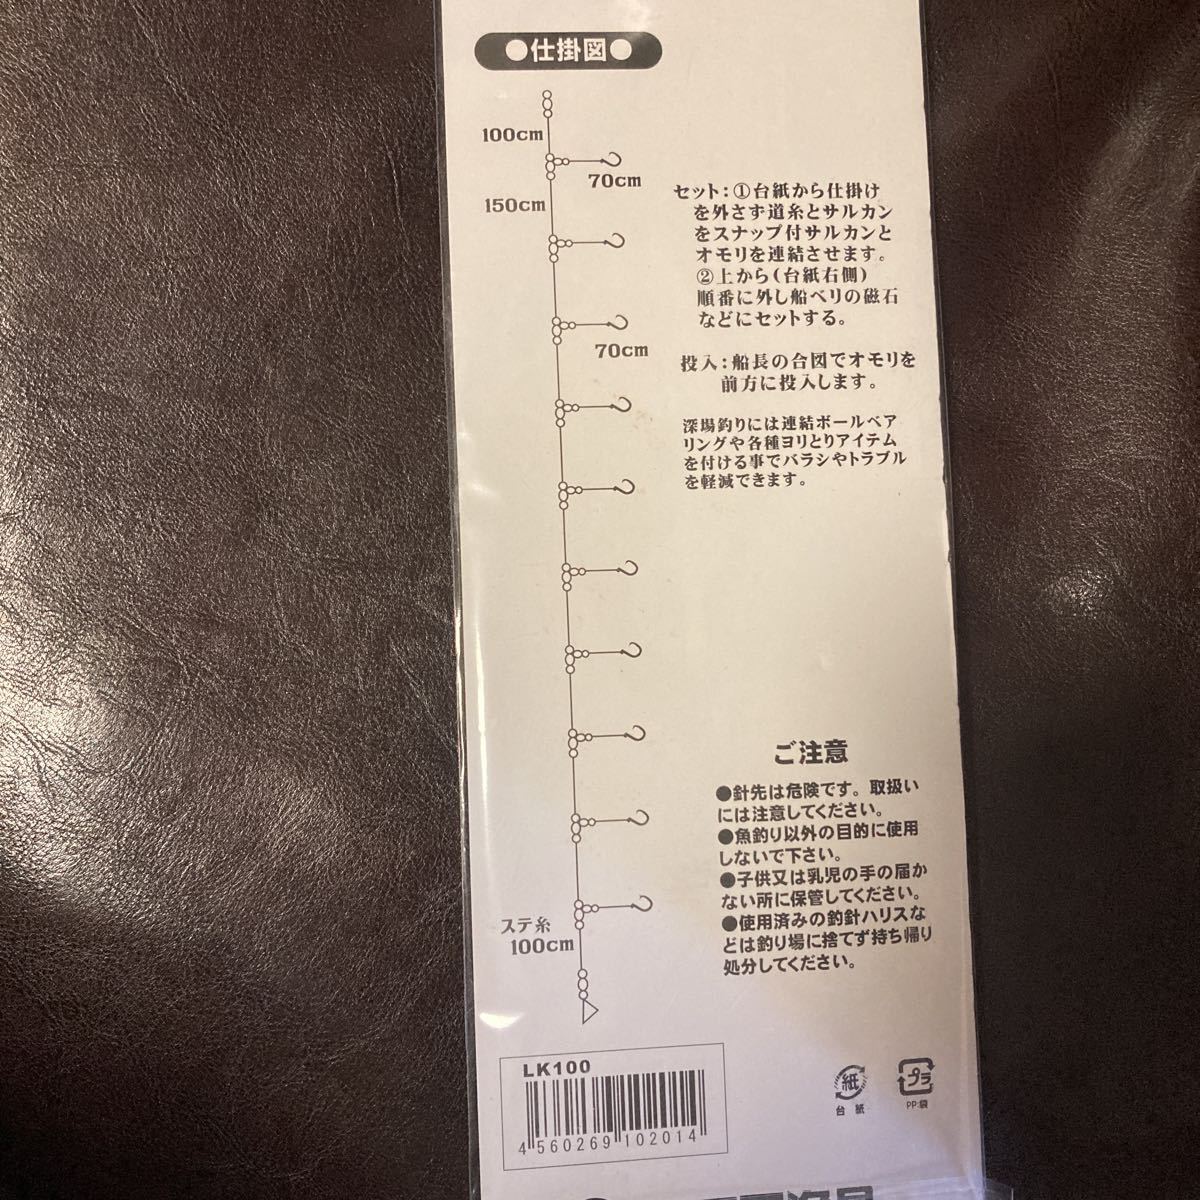 ●仕掛図●
100cm
70cm
150cm
70cm
ステ糸
100cm
セット：①台紙から仕掛け
を外さず道糸とサルカン
をスナップ付サルカンと
オモリを連結させます。
②上から(台紙右側)
順番に外し船ベリの磁石
などにセットする。
投入：船長の合図でオモリを
前方に投入します。
深場釣りには連結ボールベア
リングや各種ヨリとりアイテム
を付ける事でバラシやトラブル
を軽減できます。
ご注意
●針先は危険です。取扱い
には注意してください。
●魚釣り以外の目的に使用
しないで下さい。
●子供又は乳児の手の届か
ない所に保管してください。
●使用済みの釣針ハリスな
どは釣り場に捨てず持ち帰り
処分してください。
LK100
4 560269 102014
紙
台紙
プラ
PP:袋